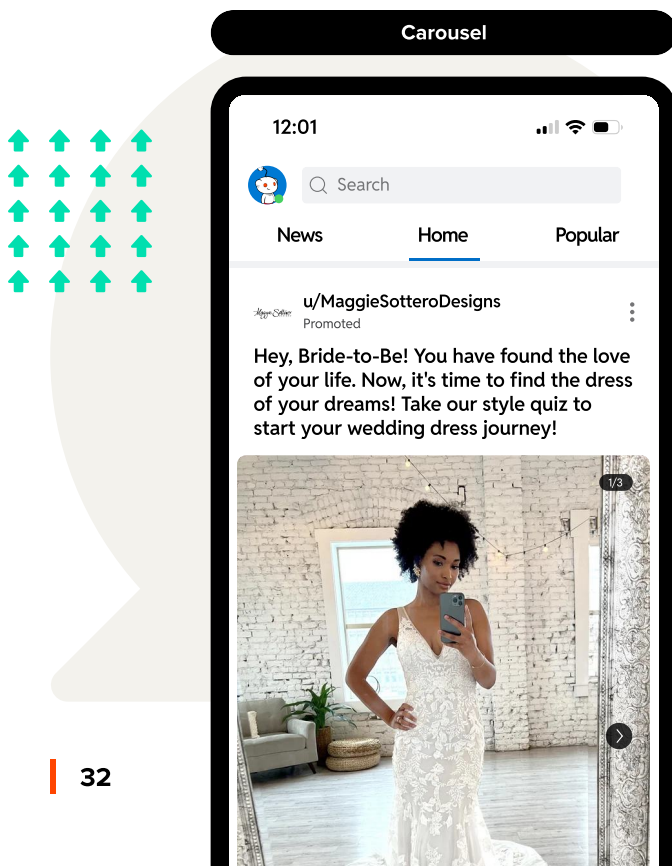 Carousel
12:01
Search
News
Home
Popular
Maggie Sottero
u/MaggieSotteroDesigns
Promoted
Hey, Bride-to-Be! You have found the love
of your life. Now, it's time to find the dress
of your dreams! Take our style quiz to
start your wedding dress journey!
1/3
32